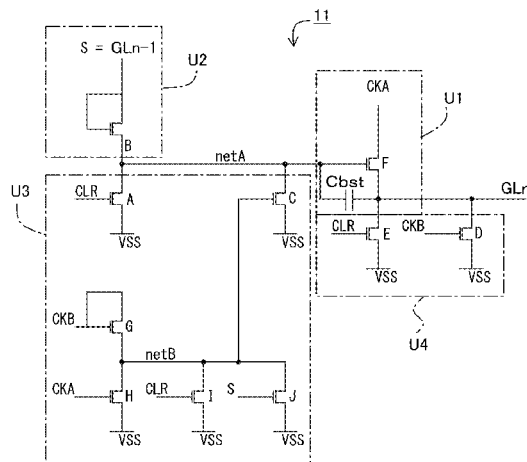 11
S = GLn-1
U2
B
CKA
U1
netA
F
Cbst
GLn
U3
CLR
A
C
VSS
VSS
CLR
E
CKB
D
VSS
VSS
U4
CKB
G
netB
CKA
H
CLR
I
S
J
VSS
VSS
VSS